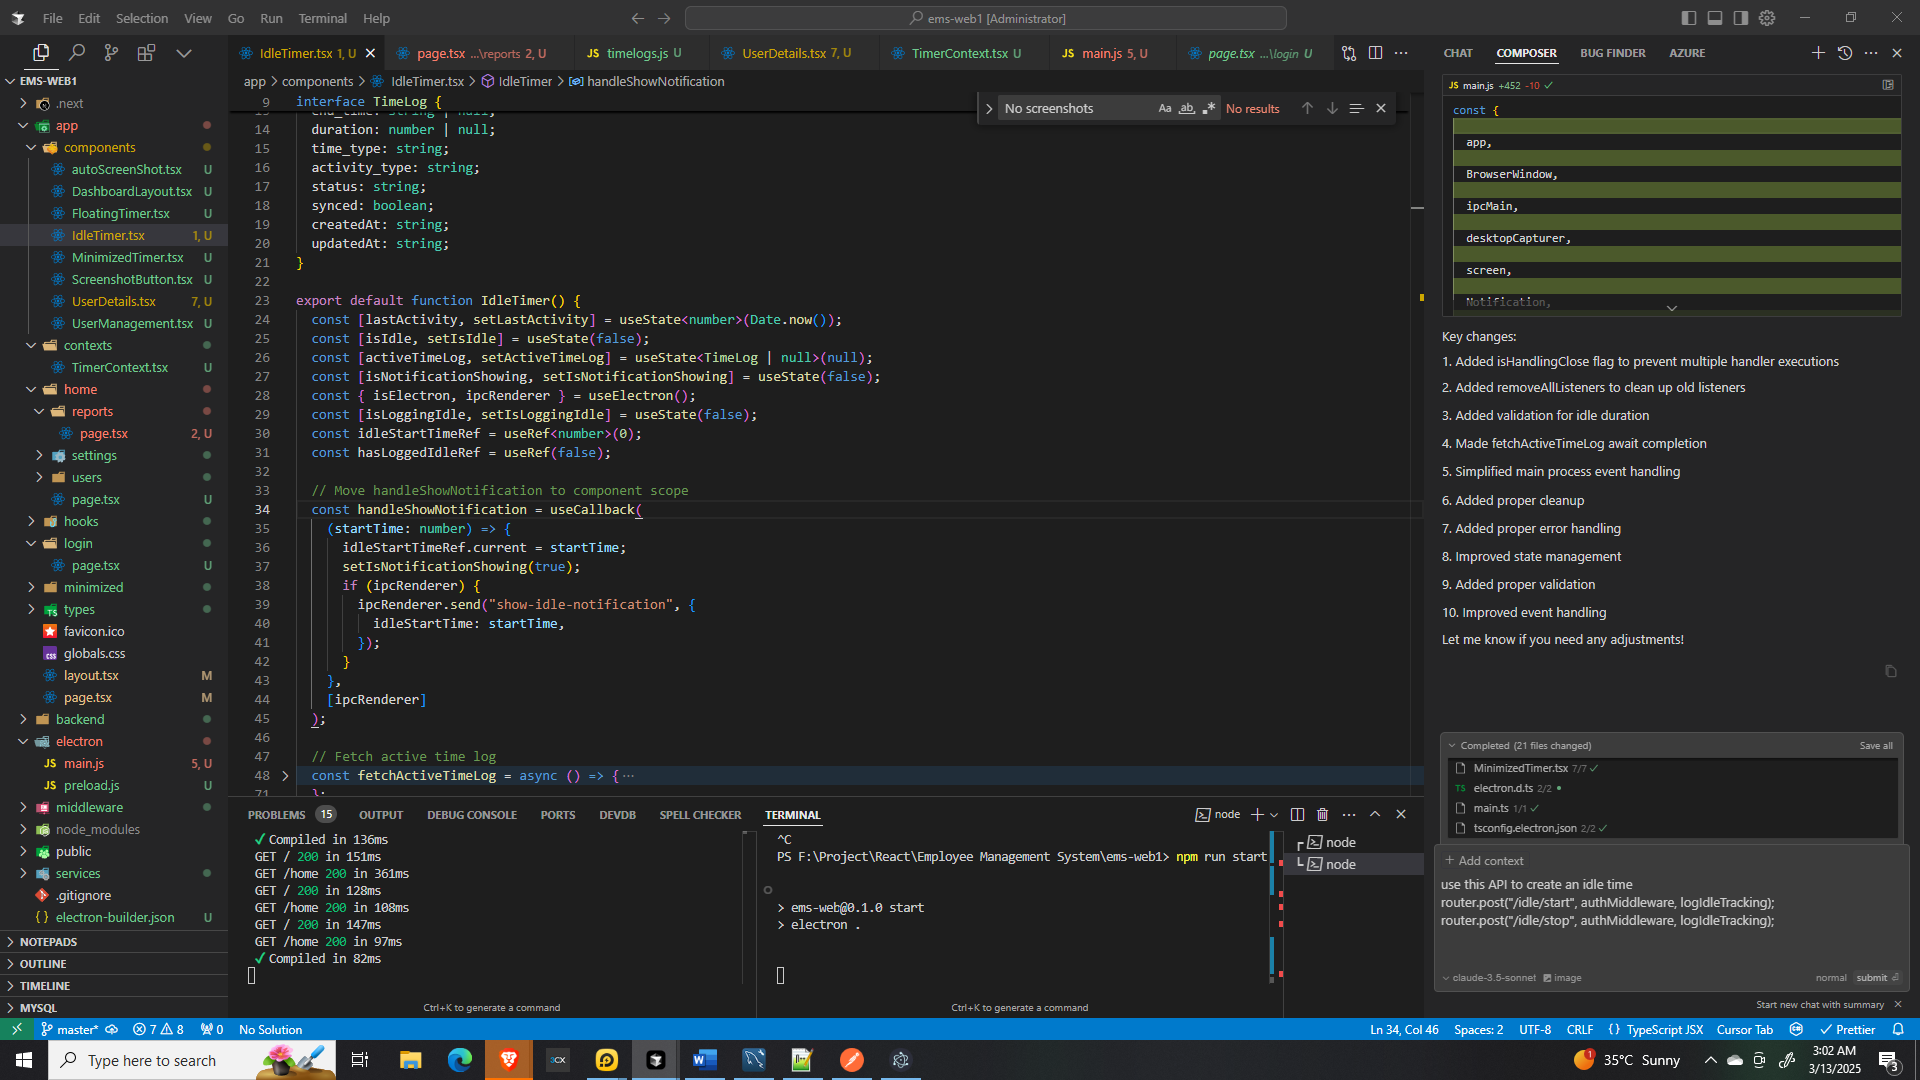 File Edit Selection View Go Run Terminal Help
ems-web1 [Administrator]
IdleTimer.tsx 1, U
page.tsx ...\reports 2, U
timelogs.js U
UserDetails.tsx 7, U
TimerContext.tsx U
main.js 5, U
page.tsx ...\login U
CHAT COMPOSER BUG FINDER AZURE
EMS-WEB1
.next
app
components
autoScreenShot.tsx U
DashboardLayout.tsx U
FloatingTimer.tsx U
IdleTimer.tsx 1, U
MinimizedTimer.tsx U
ScreenshotButton.tsx U
UserDetails.tsx 7, U
UserManagement.tsx U
contexts
TimerContext.tsx U
home
reports
page.tsx 2, U
settings
users
page.tsx U
hooks
login
page.tsx U
minimized
types
favicon.ico
globals.css
layout.tsx M
page.tsx M
backend
electron
main.js 5, U
preload.js U
middleware
node_modules
public
services
.gitignore
electron-builder.json U
NOTEPADS
OUTLINE
TIMELINE
MYSQL
app > components > IdleTimer.tsx > IdleTimer > handleShowNotification
No screenshots Aa ab No results
9 interface TimeLog {
13 end_time: string | null;
14 duration: number | null;
15 time_type: string;
16 activity_type: string;
17 status: string;
18 synced: boolean;
19 createdAt: string;
20 updatedAt: string;
21 }
22
23 export default function IdleTimer() {
24 const [lastActivity, setLastActivity] = useState<number>(Date.now());
25 const [isIdle, setIsIdle] = useState(false);
26 const [activeTimeLog, setActiveTimeLog] = useState<TimeLog | null>(null);
27 const [isNotificationShowing, setIsNotificationShowing] = useState(false);
28 const { isElectron, ipcRenderer } = useElectron();
29 const [isLoggingIdle, setIsLoggingIdle] = useState(false);
30 const idleStartTimeRef = useRef<number>(0);
31 const hasLoggedIdleRef = useRef(false);
32
33 // Move handleShowNotification to component scope
34 const handleShowNotification = useCallback(
35 (startTime: number) => {
36 idleStartTimeRef.current = startTime;
37 setIsNotificationShowing(true);
38 if (ipcRenderer) {
39 ipcRenderer.send("show-idle-notification", {
40 idleStartTime: startTime,
41 });
42 }
43 },
44 [ipcRenderer]
45 );
46
47 // Fetch active time log
48 const fetchActiveTimeLog = async () => {···
71 };
PROBLEMS 15 OUTPUT DEBUG CONSOLE PORTS DEVDB SPELL CHECKER TERMINAL
node
✓ Compiled in 136ms
GET / 200 in 151ms
GET /home 200 in 361ms
GET / 200 in 128ms
GET /home 200 in 108ms
GET / 200 in 147ms
GET /home 200 in 97ms
✓ Compiled in 82ms
Ctrl+K to generate a command
^C
PS F:\Project\React\Employee Management System\ems-web1> npm run start
> ems-web@0.1.0 start
> electron .
Ctrl+K to generate a command
node
node
main.js +452 -10
const {
app,
BrowserWindow,
ipcMain,
desktopCapturer,
screen,
Notification,
Key changes:
1. Added isHandlingClose flag to prevent multiple handler executions
2. Added removeAllListeners to clean up old listeners
3. Added validation for idle duration
4. Made fetchActiveTimeLog await completion
5. Simplified main process event handling
6. Added proper cleanup
7. Added proper error handling
8. Improved state management
9. Added proper validation
10. Improved event handling
Let me know if you need any adjustments!
Completed (21 files changed) Save all
MinimizedTimer.tsx 7/7
electron.d.ts 2/2
main.ts 1/1
tsconfig.electron.json 2/2
+ Add context
use this API to create an idle time
router.post("/idle/start", authMiddleware, logIdleTracking);
router.post("/idle/stop", authMiddleware, logIdleTracking);
claude-3.5-sonnet image normal submit
Start new chat with summary
master* 7 8 0 No Solution
Ln 34, Col 46 Spaces: 2 UTF-8 CRLF {} TypeScript JSX Cursor Tab Prettier
Type here to search
35°C Sunny
3:02 AM
3/13/2025
3